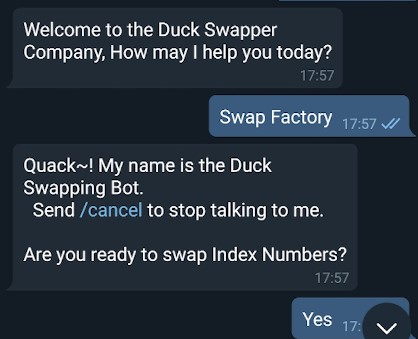 Welcome to the Duck Swapper
Company, How may I help you today?
17:57
Swap Factory 17:57
Quack~! My name is the Duck
Swapping Bot.
Send /cancel to stop talking to me.
Are you ready to swap Index Numbers?
17:57
Yes 17: